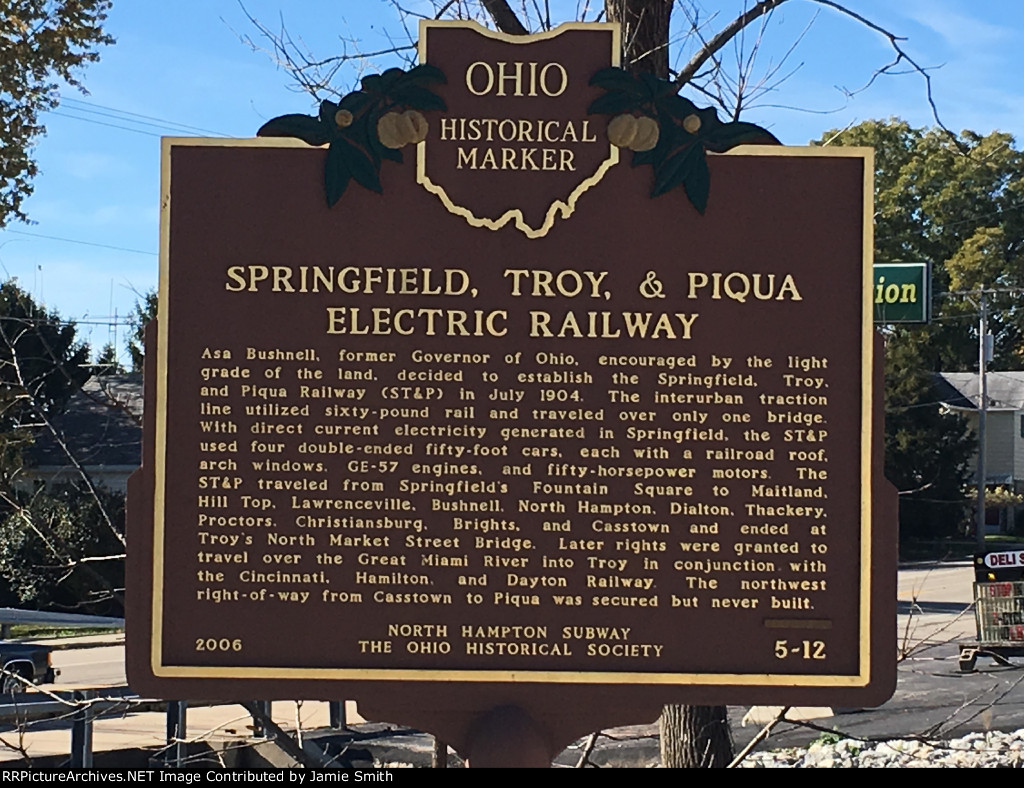 OHIO
HISTORICAL
MARKER
SPRINGFIELD, TROY, & PIQUA
ELECTRIC RAILWAY
Asa Bushnell, former Governor of Ohio, encouraged by the light
grade of the land, decided to establish the Springfield, Troy,
and Piqua Railway (ST&P) in July 1904. The interurban traction
line utilized sixty-pound rail and traveled over only one bridge.
With direct current electricity generated in Springfield, the ST&P
used four double-ended fifty-foot cars, each with a railroad roof,
arch windows, GE-57 engines, and fifty-horsepower motors. The
ST&P traveled from Springfield's Fountain Square to Maitland,
Hill Top, Lawrenceville, Bushnell, North Hampton, Dialton, Thackery,
Proctors, Christiansburg, Brights, and Casstown and ended at
Troy's North Market Street Bridge. Later rights were granted to
travel over the Great Miami River into Troy in conjunction with
the Cincinnati, Hamilton, and Dayton Railway. The northwest
right-of-way from Casstown to Piqua was secured but never built.
NORTH HAMPTON SUBWAY
2006 THE OHIO HISTORICAL SOCIETY 5-12
ion
DELI S
RRPictureArchives.NET Image Contributed by Jamie Smith